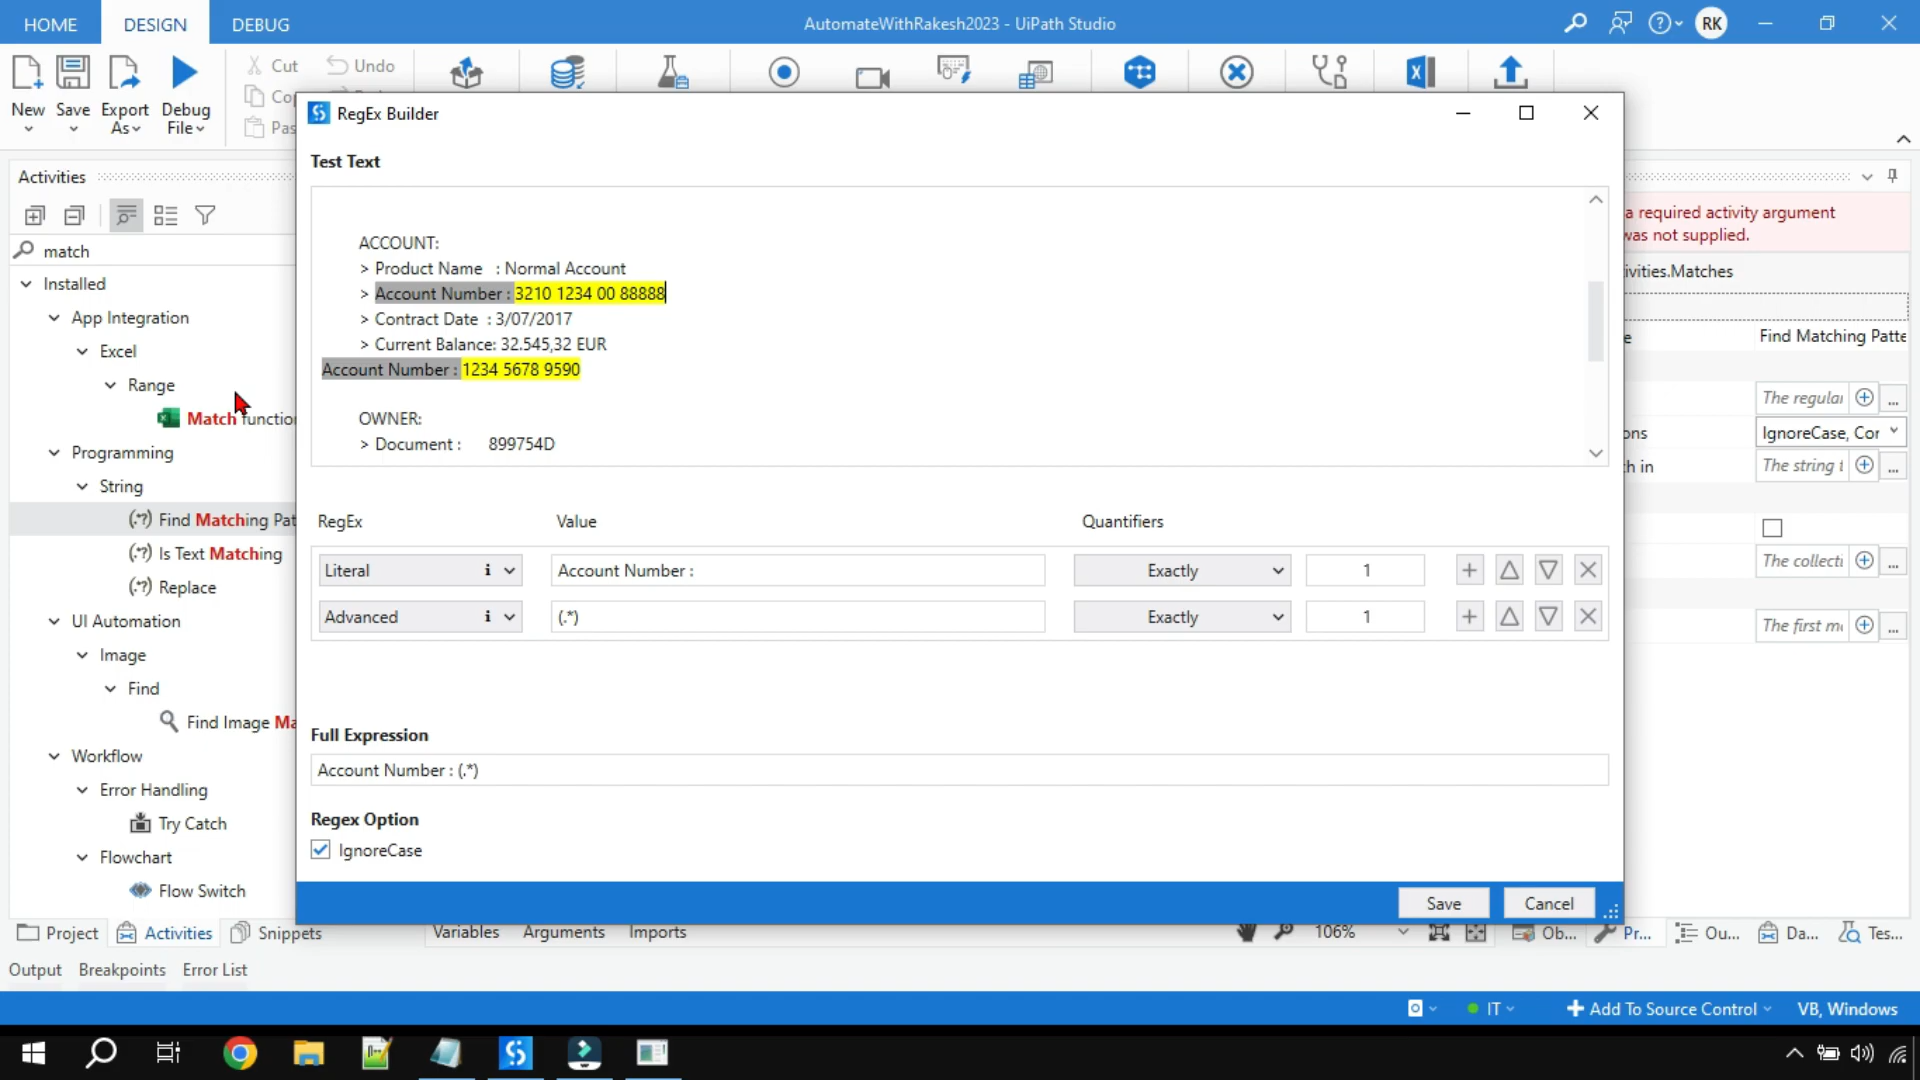 HOME
DESIGN
DEBUG
AutomateWithRakesh2023 - UiPath Studio
RK
New
Save
Export As
Debug File
Cut
Undo
RegEx Builder
Activities
match
Installed
App Integration
Excel
Range
Match
Programming
String
Find Matching
Is Text Matching
Replace
UI Automation
Image
Find
Find Image
Workflow
Error Handling
Try Catch
Flowchart
Flow Switch
Test Text
ACCOUNT:
> Product Name : Normal Account
> Account Number : 3210 1234 00 88888
> Contract Date : 3/07/2017
> Current Balance: 32.545,32 EUR
Account Number : 1234 5678 9590
OWNER:
> Document : 899754D
RegEx Value Quantifiers
Literal i Account Number : Exactly 1
Advanced i (.*) Exactly 1
Full Expression
Account Number : (.*)
Regex Option
IgnoreCase
Save
Cancel
a required activity argument
was not supplied.
ivities.Matches
Find Matching Patte
The regular ...
IgnoreCase, Cor
h in The string t ...
The collecti ...
The first m ...
Project
Activities
Snippets
Variables
Arguments
Imports
106%
Ob...
Pr...
Ou...
Da...
Tes...
Output
Breakpoints
Error List
IT
Add To Source Control
VB, Windows